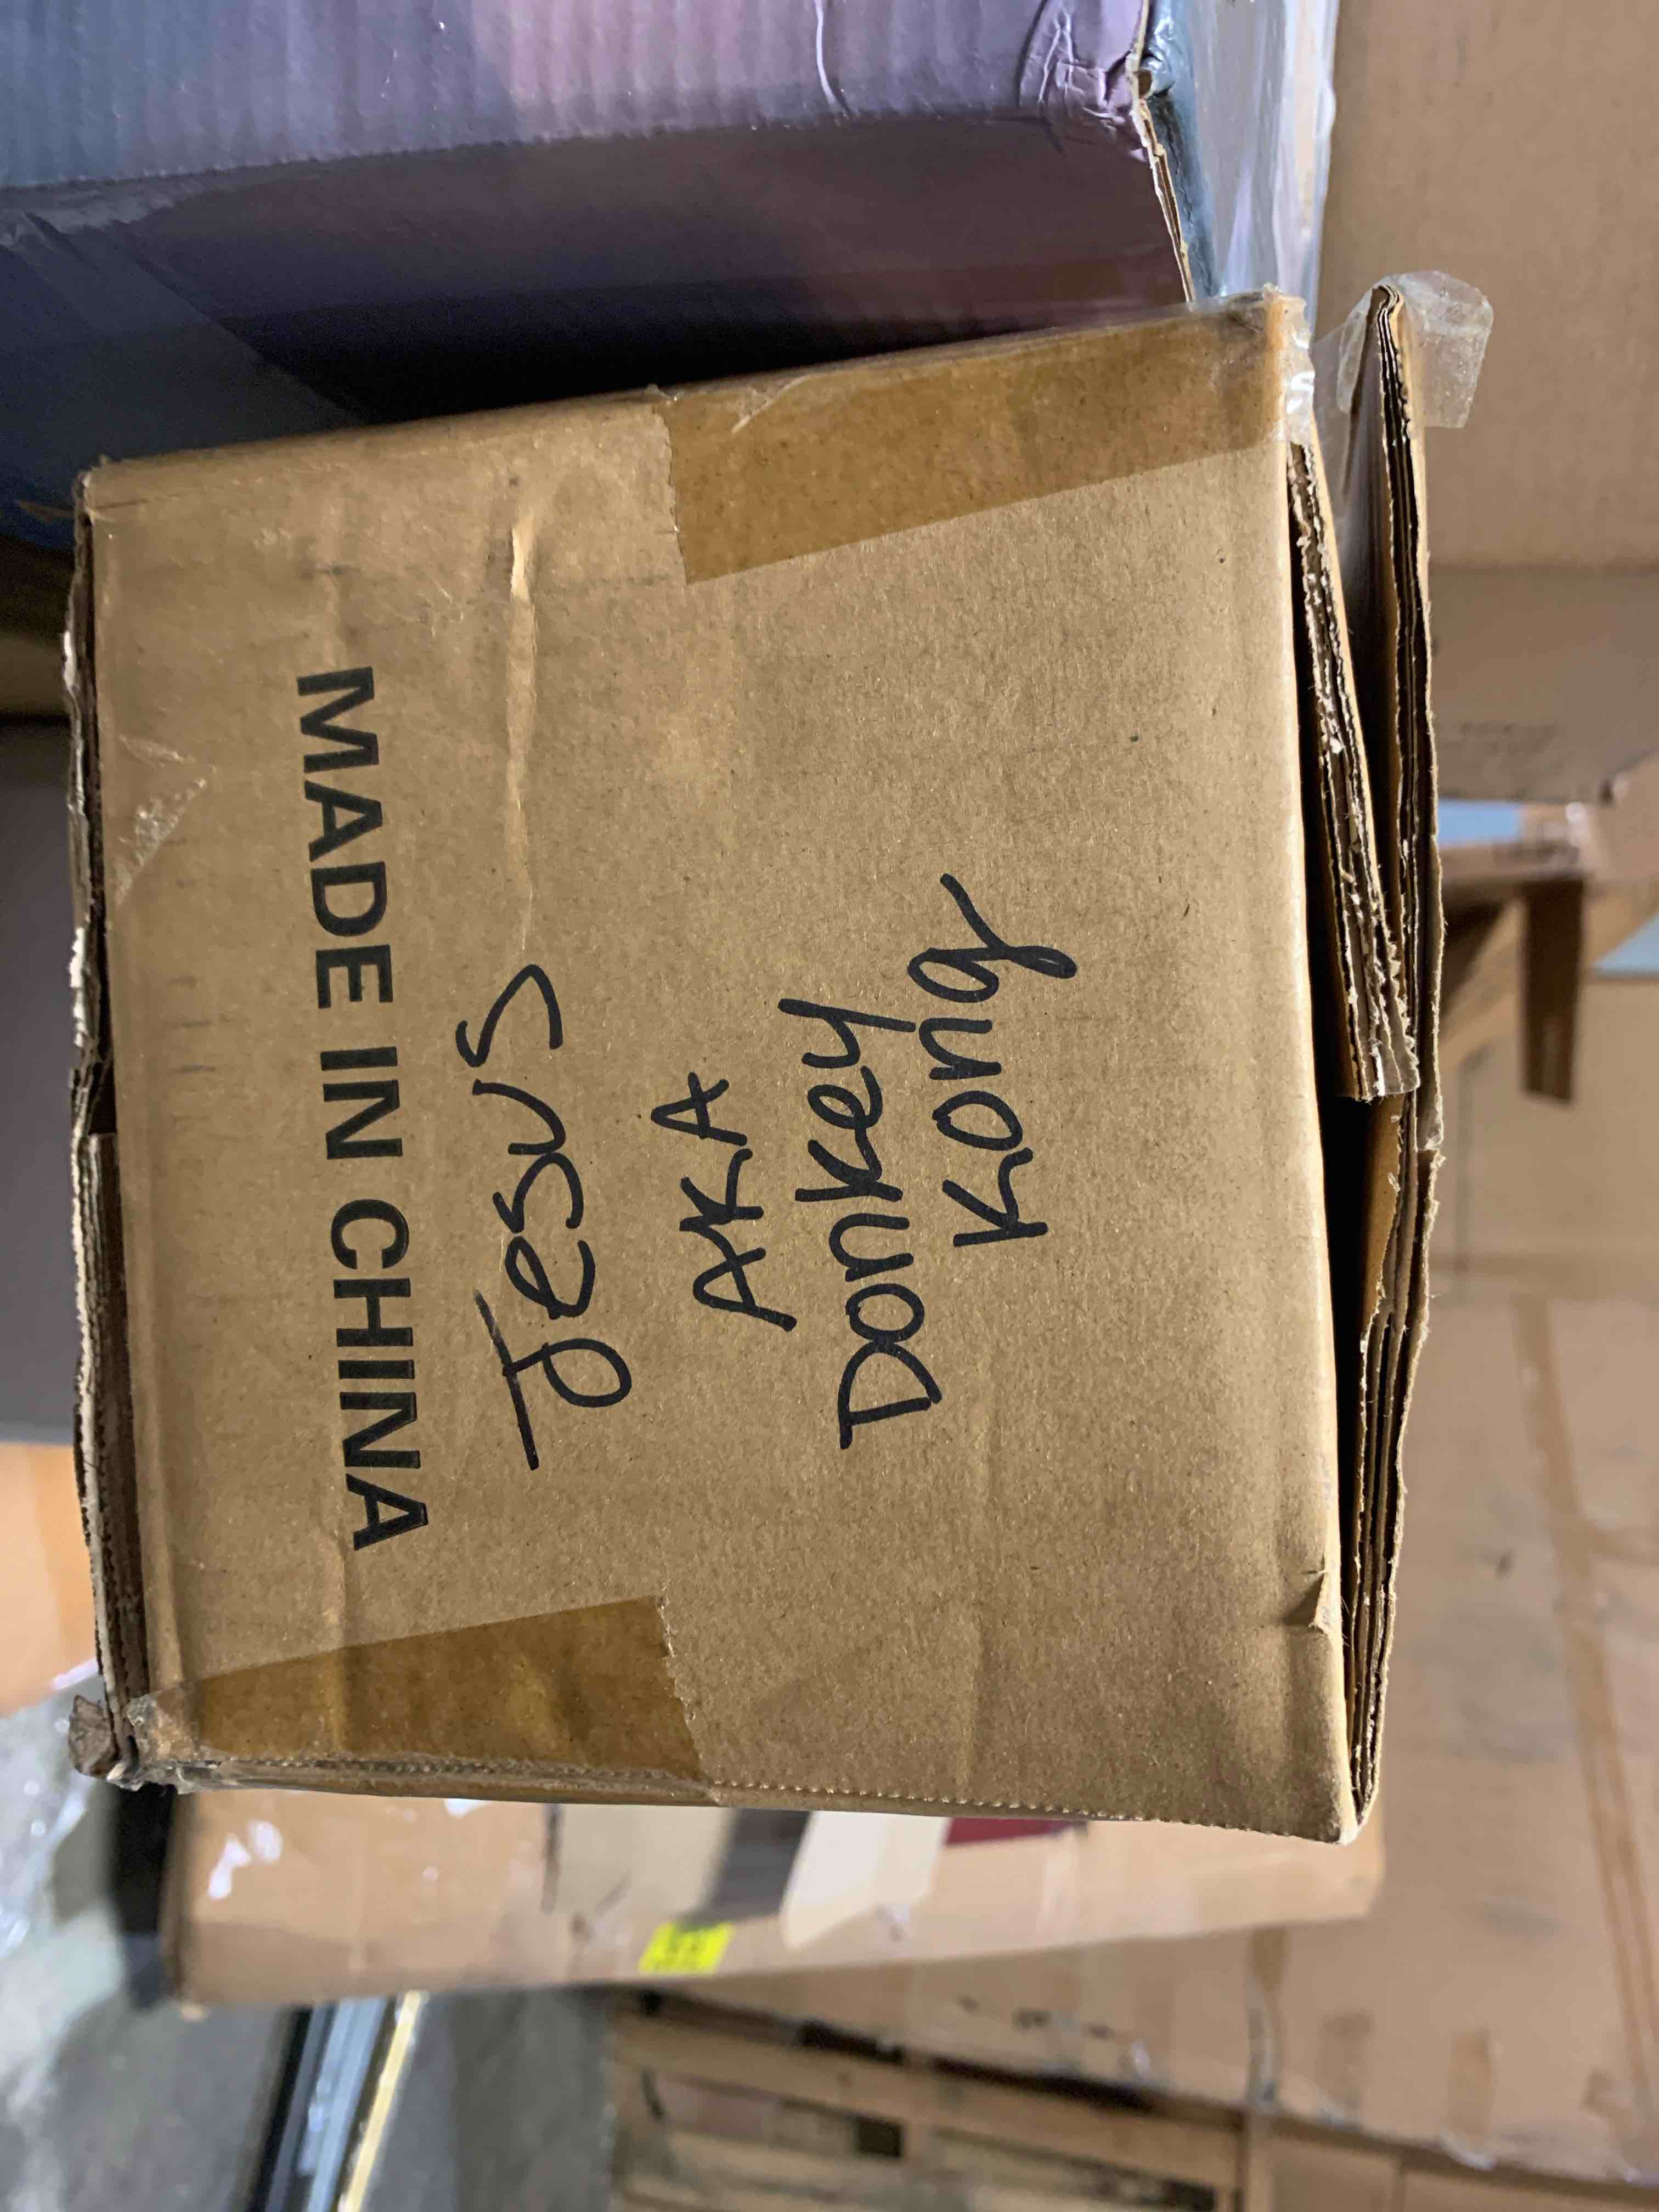 MADE IN CHINA
Jesus
AKA
Donkey
Kong